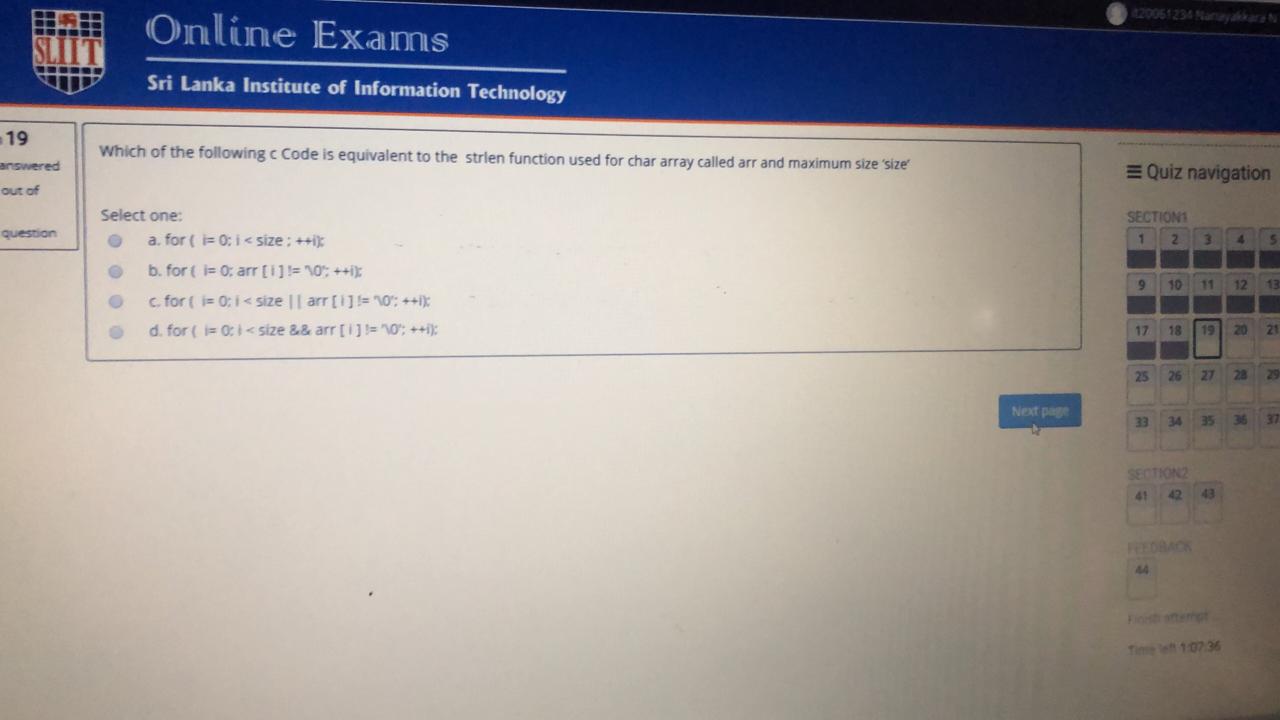 SLIIT
Online Exams
Sri Lanka Institute of Information Technology
it20061234 Nanayakkara N
19
answered
out of
question
Which of the following c Code is equivalent to the strlen function used for char array called arr and maximum size 'size'
Select one:
a. for ( i= 0; i < size ; ++i);
b. for ( i= 0; arr [ i ] != '\0'; ++i);
c. for ( i= 0; i < size || arr [ i ] != '\0'; ++i);
d. for ( i= 0; i < size && arr [ i ] != '\0'; ++i);
Next page
Quiz navigation
SECTION1
1 2 3 4 5
9 10 11 12 13
17 18 19 20 21
25 26 27 28 29
33 34 35 36 37
SECTION2
41 42 43
FEEDBACK
44
Finish attempt ...
Time left 1:07:36